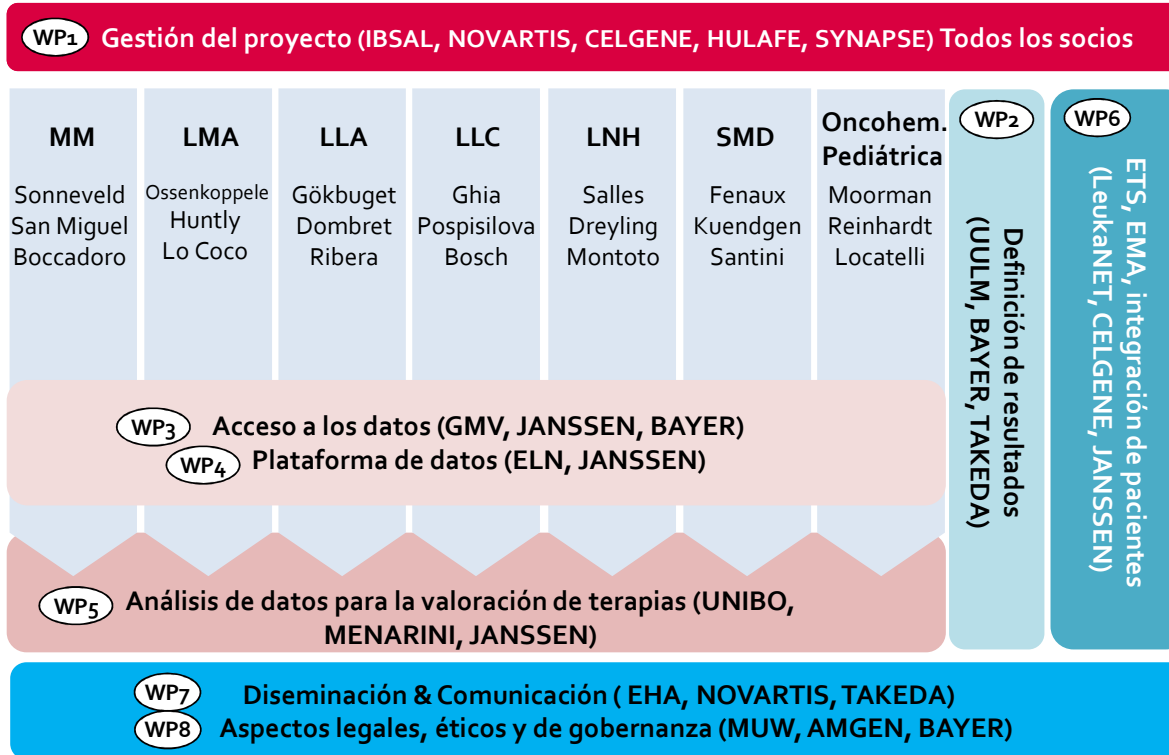 WP1 Gestión del proyecto (IBSAL, NOVARTIS, CELGENE, HULAFE, SYNAPSE) Todos los socios
MM
Sonneveld
San Miguel
Boccadoro
LMA
Ossenkoppele
Huntly
Lo Coco
LLA
Gökbuget
Dombret
Ribera
LLC
Ghia
Pospisilova
Bosch
LNH
Salles
Dreyling
Montoto
SMD
Fenaux
Kuendgen
Santini
Oncohem.
Pediátrica
Moorman
Reinhardt
Locatelli
WP2
Definición de resultados
(UULM, BAYER, TAKEDA)
WP6
ETS, EMA, integración de pacientes
(LeukaNET, CELGENE, JANSSEN)
WP3 Acceso a los datos (GMV, JANSSEN, BAYER)
WP4 Plataforma de datos (ELN, JANSSEN)
WP5 Análisis de datos para la valoración de terapias (UNIBO,
MENARINI, JANSSEN)
WP7 Diseminación & Comunicación ( EHA, NOVARTIS, TAKEDA)
WP8 Aspectos legales, éticos y de gobernanza (MUW, AMGEN, BAYER)